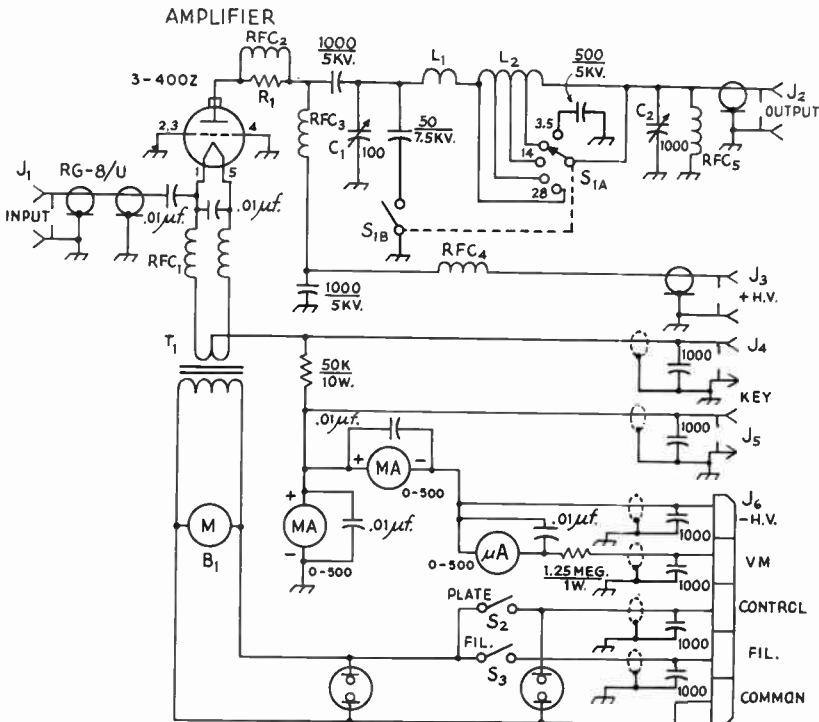 AMPLIFIER
RFC2
1000
5KV.
3-400Z
R1
L1
L2
500
5KV.
J2
OUTPUT
2,3
4
1
5
RFC3
C1
100
50
7.5KV.
3.5
14
28
S1A
C2
1000
RFC5
J1
RG-8/U
INPUT
.01µf.
.01µf.
RFC1
S1B
RFC4
J3
+H.V.
1000
5KV.
T1
1000
J4
50K
10W.
KEY
1000
J5
.01µf.
+
MA
-
0-500
+
MA
-
.01µf.
0-500
J6
-H.V.
1000
.01µf.
µA
0-500
1.25 MEG.
1W.
VM
1000
M
B1
PLATE
S2
CONTROL
1000
FIL.
S3
FIL.
1000
COMMON